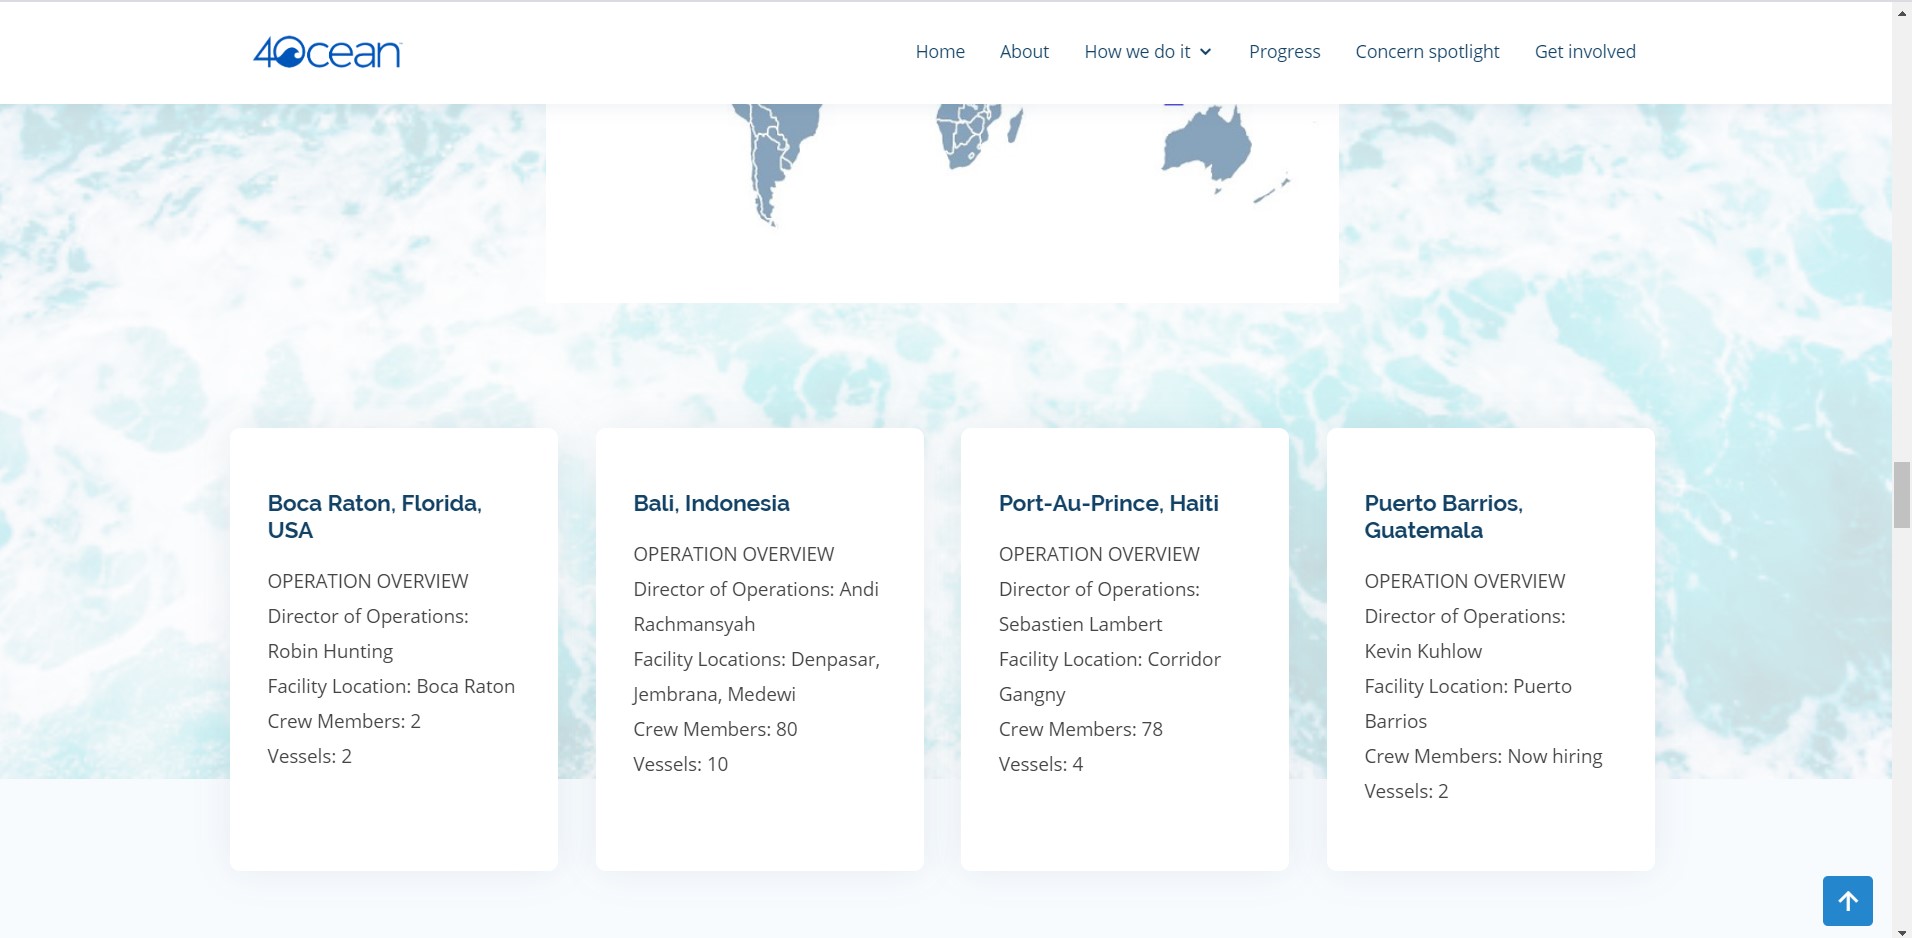 4Ocean
Home About How we do it Progress Concern spotlight Get involved
Boca Raton, Florida,
USA
OPERATION OVERVIEW
Director of Operations:
Robin Hunting
Facility Location: Boca Raton
Crew Members: 2
Vessels: 2
Bali, Indonesia
OPERATION OVERVIEW
Director of Operations: Andi
Rachmansyah
Facility Locations: Denpasar,
Jembrana, Medewi
Crew Members: 80
Vessels: 10
Port-Au-Prince, Haiti
OPERATION OVERVIEW
Director of Operations:
Sebastien Lambert
Facility Location: Corridor
Gangny
Crew Members: 78
Vessels: 4
Puerto Barrios,
Guatemala
OPERATION OVERVIEW
Director of Operations:
Kevin Kuhlow
Facility Location: Puerto
Barrios
Crew Members: Now hiring
Vessels: 2